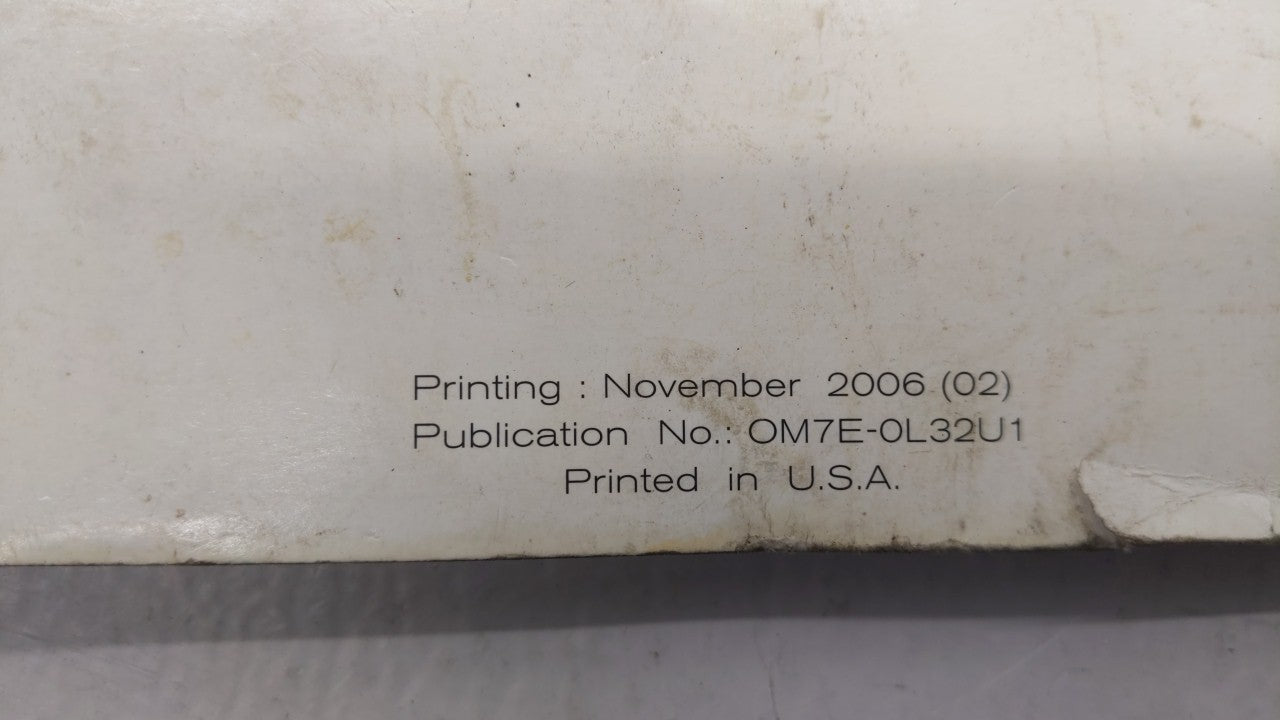 Printing : November 2006 (02)
Publication No.: OM7E-0L32U1
Printed in U.S.A.